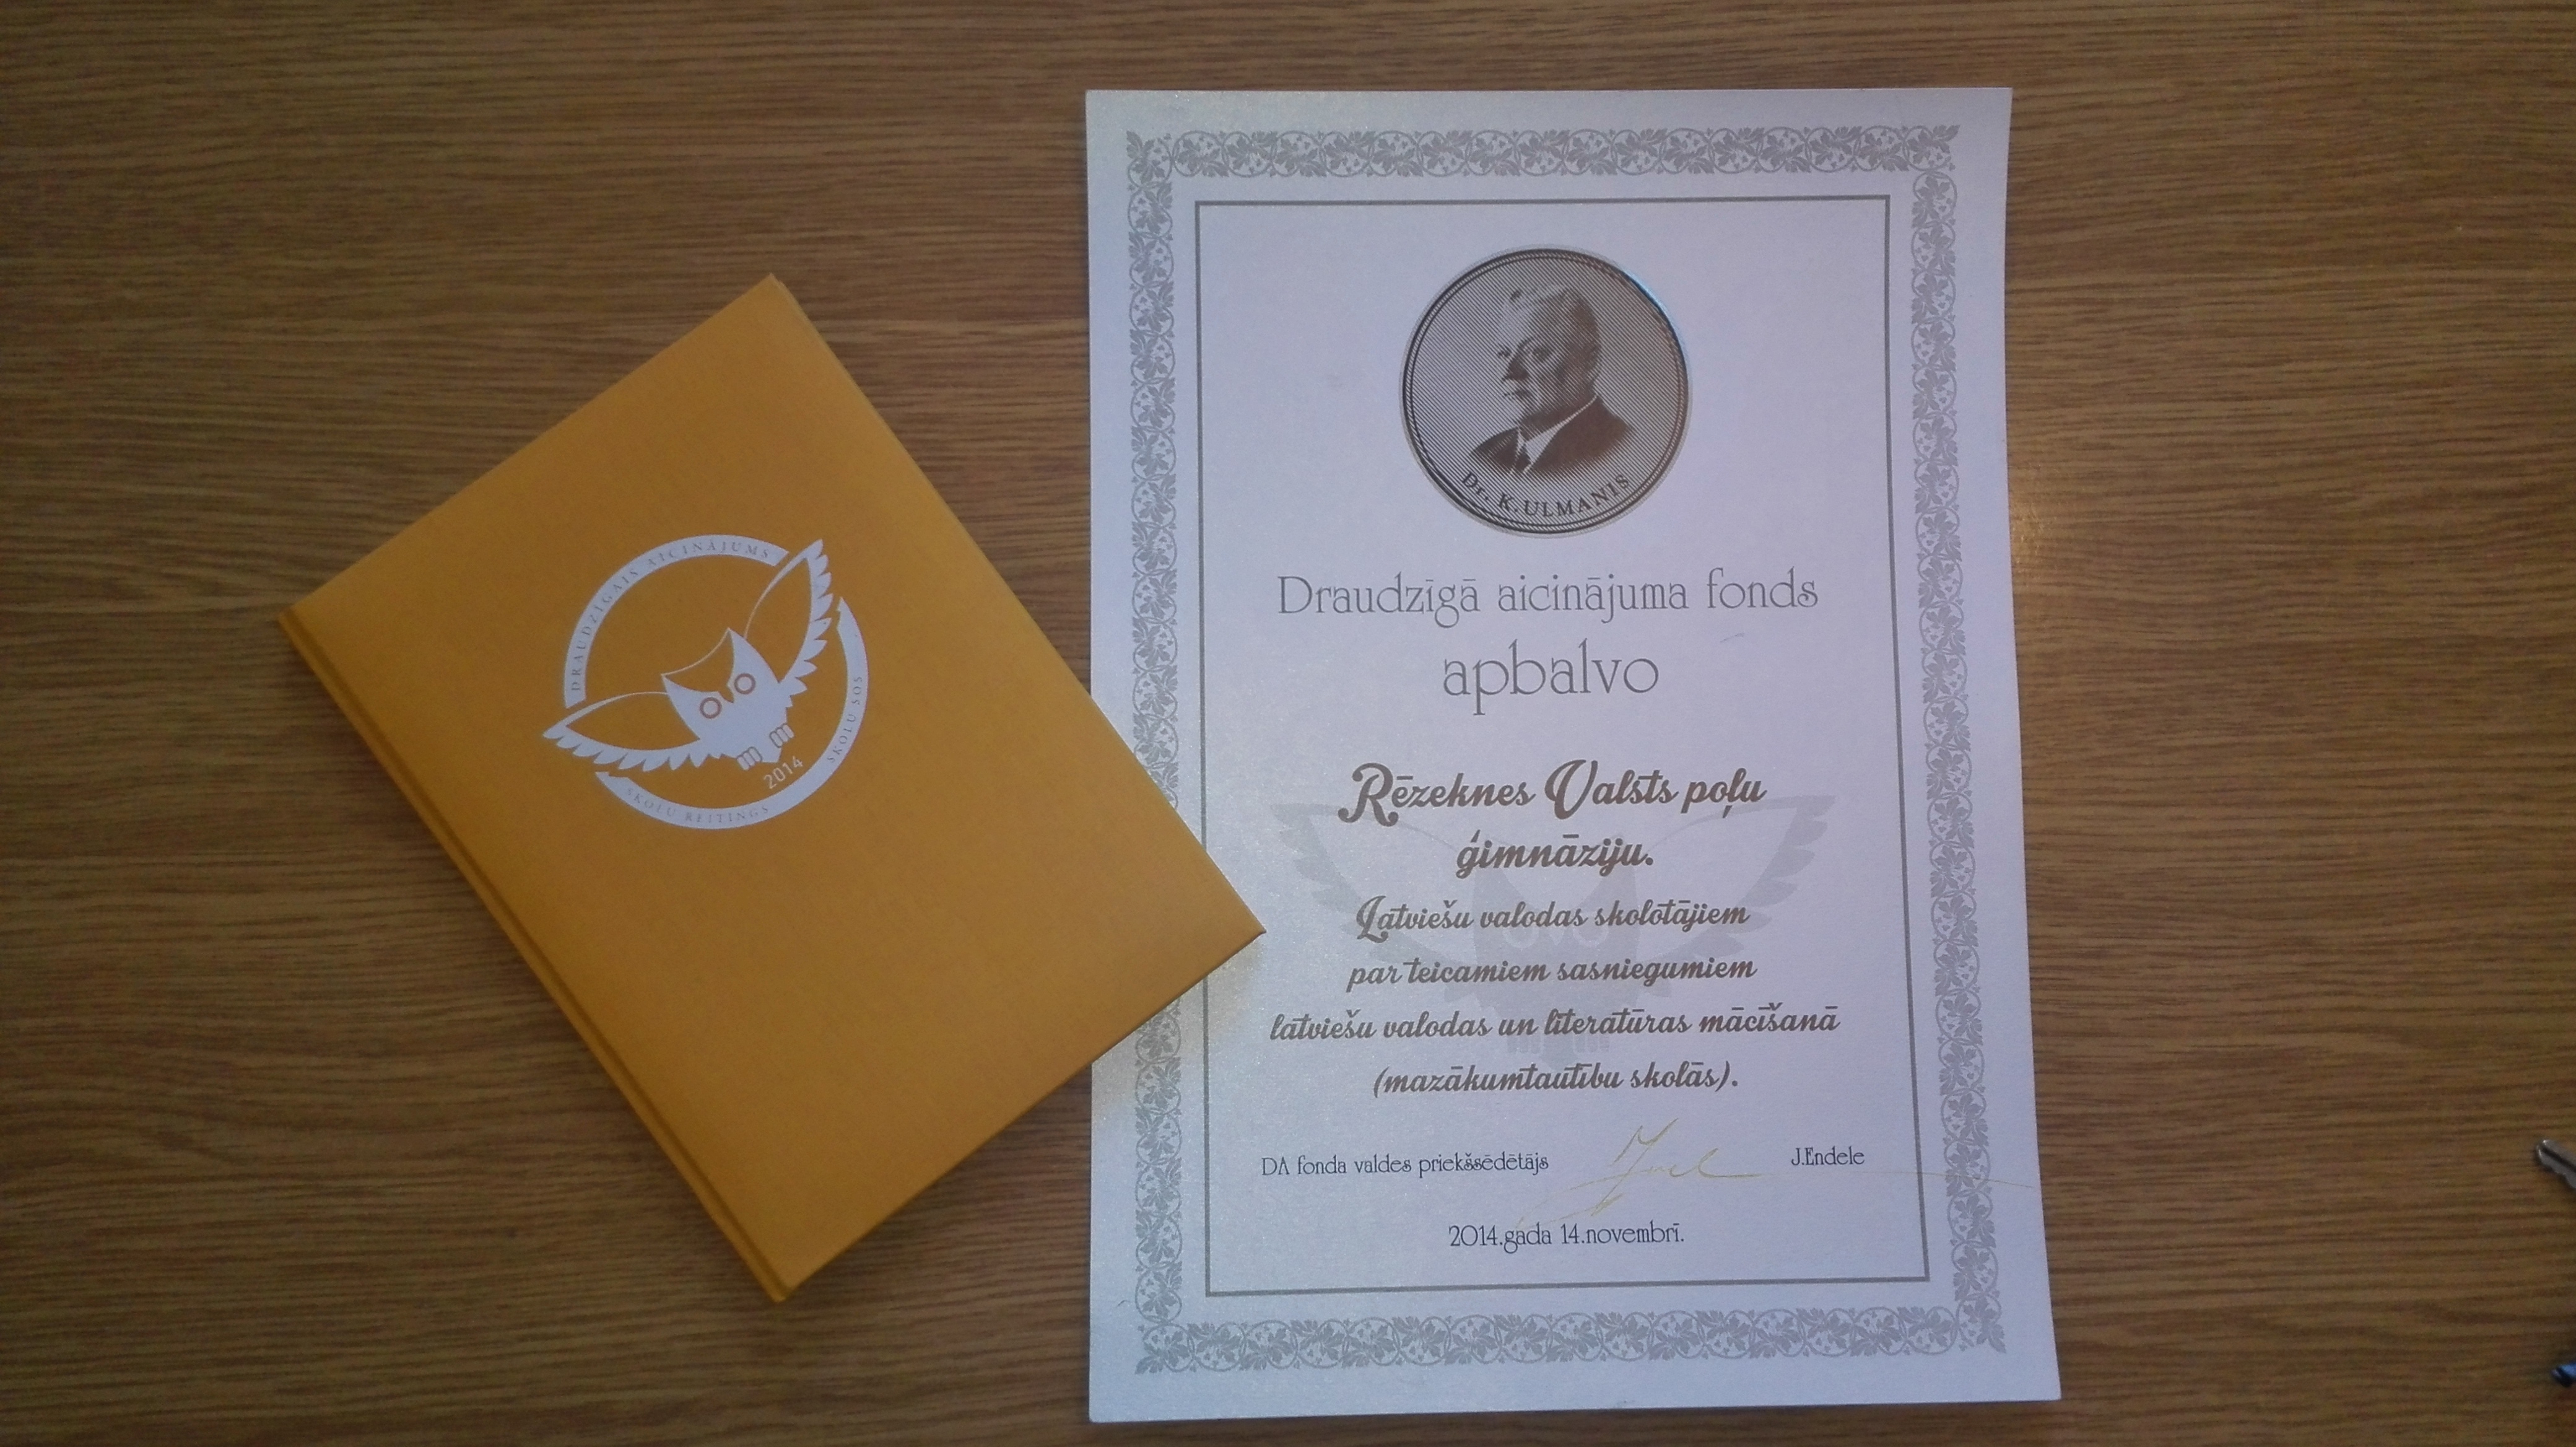 DRAUDZĪGAIS AICINĀJUMS
SKOLU SOS
2014
SKOLU REITINGS
Dr. K. ULMANIS
Draudzīgā aicinājuma fonds
apbalvo
Rēzeknes Valsts poļu
ģimnāziju.
Latviešu valodas skolotājiem
par teicamiem sasniegumiem
latviešu valodas un literatūras mācīšanā
(mazākumtautību skolās).
DA fonda valdes priekšsēdētājs
J.Endele
2014.gada 14.novembrī.